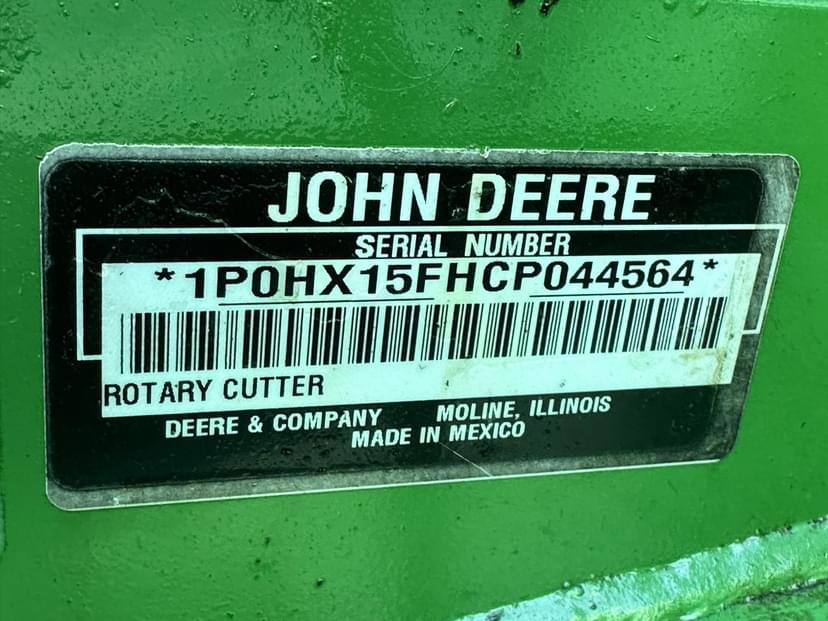 JOHN DEERE
SERIAL NUMBER
*1P0HX15FHCP044564*
ROTARY CUTTER
DEERE & COMPANY MOLINE, ILLINOIS
MADE IN MEXICO